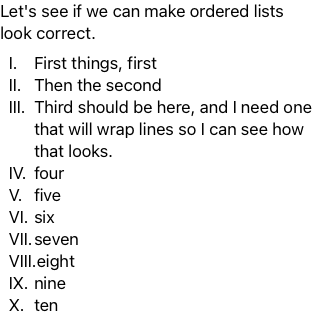 Let's see if we can make ordered lists
look correct.
I. First things, first
II. Then the second
III. Third should be here, and I need one
that will wrap lines so I can see how
that looks.
IV. four
V. five
VI. six
VII. seven
VIII. eight
IX. nine
X. ten